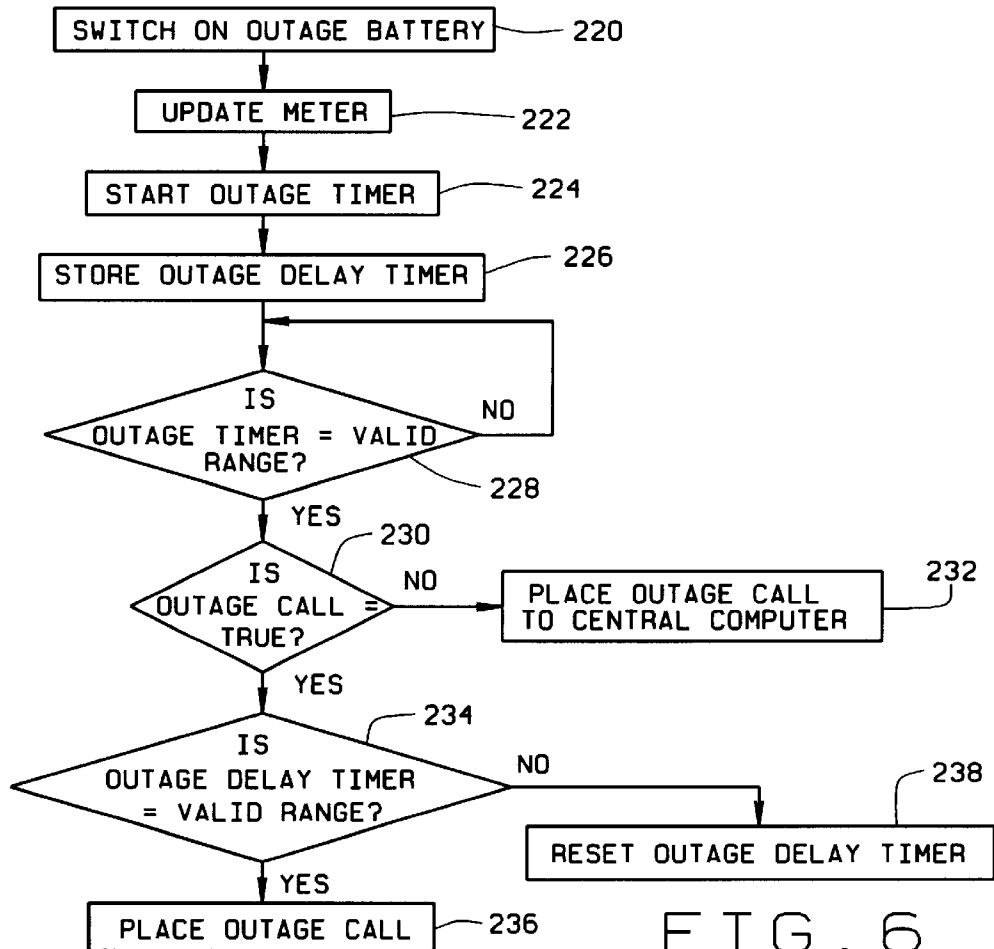 SWITCH ON OUTAGE BATTERY
220
UPDATE METER
222
START OUTAGE TIMER
224
STORE OUTAGE DELAY TIMER
226
IS
OUTAGE TIMER = VALID
RANGE?
NO
228
YES
230
IS
OUTAGE CALL =
TRUE?
NO
PLACE OUTAGE CALL
TO CENTRAL COMPUTER
232
YES
234
IS
OUTAGE DELAY TIMER
= VALID RANGE?
NO
238
RESET OUTAGE DELAY TIMER
YES
PLACE OUTAGE CALL
236
FIG. 6